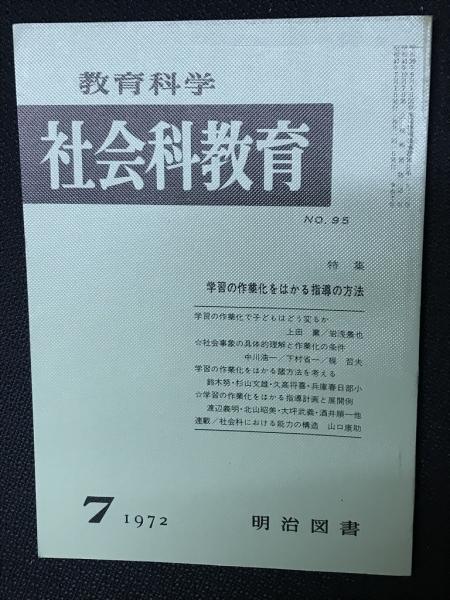 教育科学
社会科教育
NO. 95
特集
学習の作業化をはかる指導の方法
学習の作業化で子どもはどう変るか
上田 薫/岩浅農也
☆社会事象の具体的理解と作業化の条件
中川浩一/下村省一/梶 哲夫
学習の作業化をはかる諸方法を考える
鈴木努・杉山文雄・久高将喜・兵庫春日部小
☆学習の作業化をはかる指導計画と展開例
渡辺義明・北山昭美・大坪武義・酒井順一他
連載/社会科における能力の構造 山口康助
7 1972
明治図書